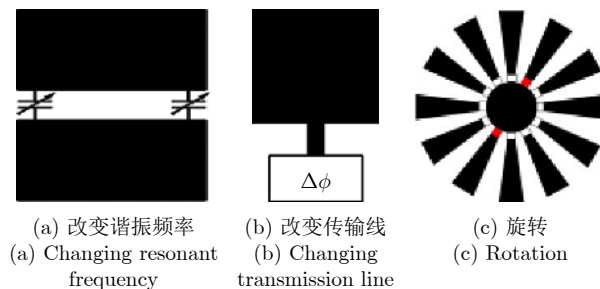 Δϕ
(a) 改变谐振频率
(a) Changing resonant
frequency
(b) 改变传输线
(b) Changing
transmission line
(c) 旋转
(c) Rotation